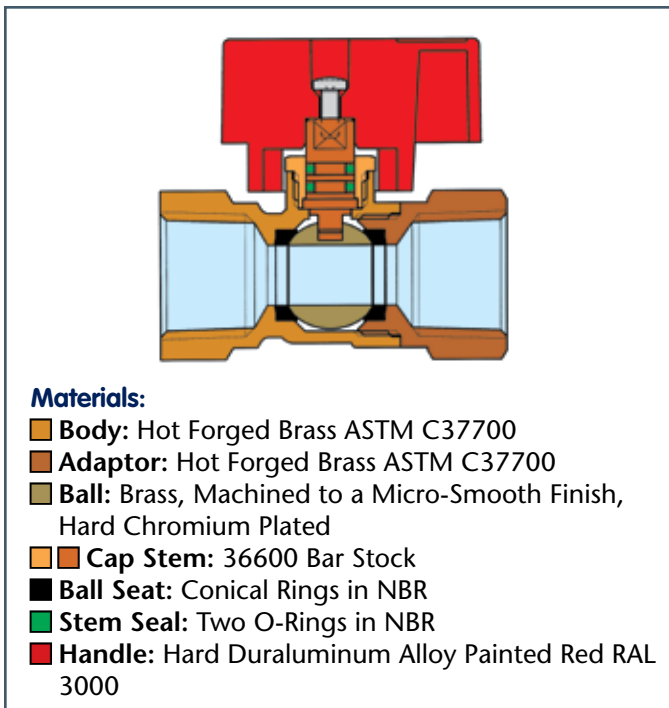 Materials:
Body: Hot Forged Brass ASTM C37700
Adaptor: Hot Forged Brass ASTM C37700
Ball: Brass, Machined to a Micro-Smooth Finish,
Hard Chromium Plated
Cap Stem: 36600 Bar Stock
Ball Seat: Conical Rings in NBR
Stem Seal: Two O-Rings in NBR
Handle: Hard Duraluminum Alloy Painted Red RAL
3000